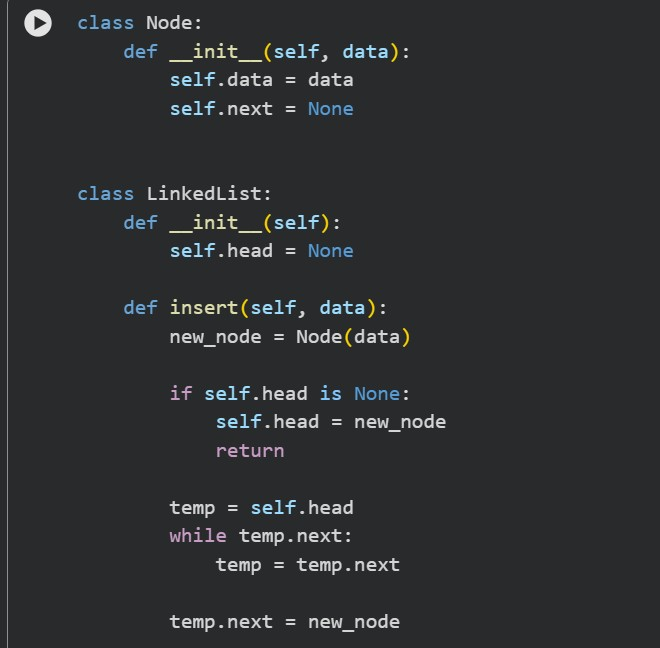 class Node:
    def __init__(self, data):
        self.data = data
        self.next = None
class LinkedList:
    def __init__(self):
        self.head = None
    def insert(self, data):
        new_node = Node(data)
        if self.head is None:
            self.head = new_node
            return
        temp = self.head
        while temp.next:
            temp = temp.next
        temp.next = new_node